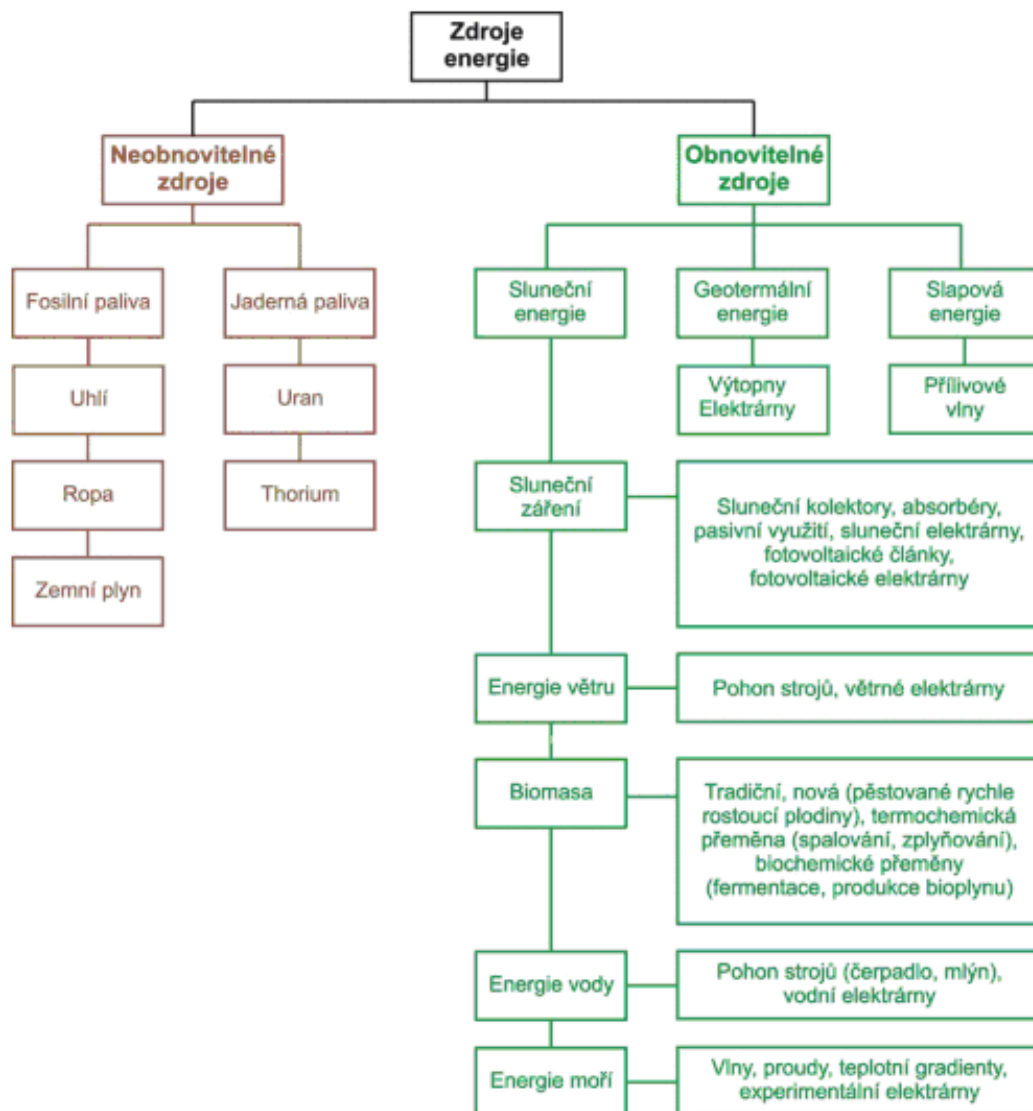 Zdroje
energie
Neobnovitelné
zdroje
Obnovitelné
zdroje
Fosilní paliva
Jaderná paliva
Sluneční
energie
Geotermální
energie
Slapová
energie
Uhlí
Uran
Výtopny
Elektrárny
Přílivové
vlny
Ropa
Thorium
Sluneční
záření
Sluneční kolektory, absorbéry,
pasivní využití, sluneční elektrárny,
fotovoltaické články,
fotovoltaické elektrárny
Zemní plyn
Energie větru
Pohon strojů, větrné elektrárny
Biomasa
Tradiční, nová (pěstované rychle
rostoucí plodiny), termochemická
přeměna (spalování, zplyňování),
biochemické přeměny
(fermentace, produkce bioplynu)
Energie vody
Pohon strojů (čerpadlo, mlýn),
vodní elektrárny
Energie moří
Vlny, proudy, teplotní gradienty,
experimentální elektrárny